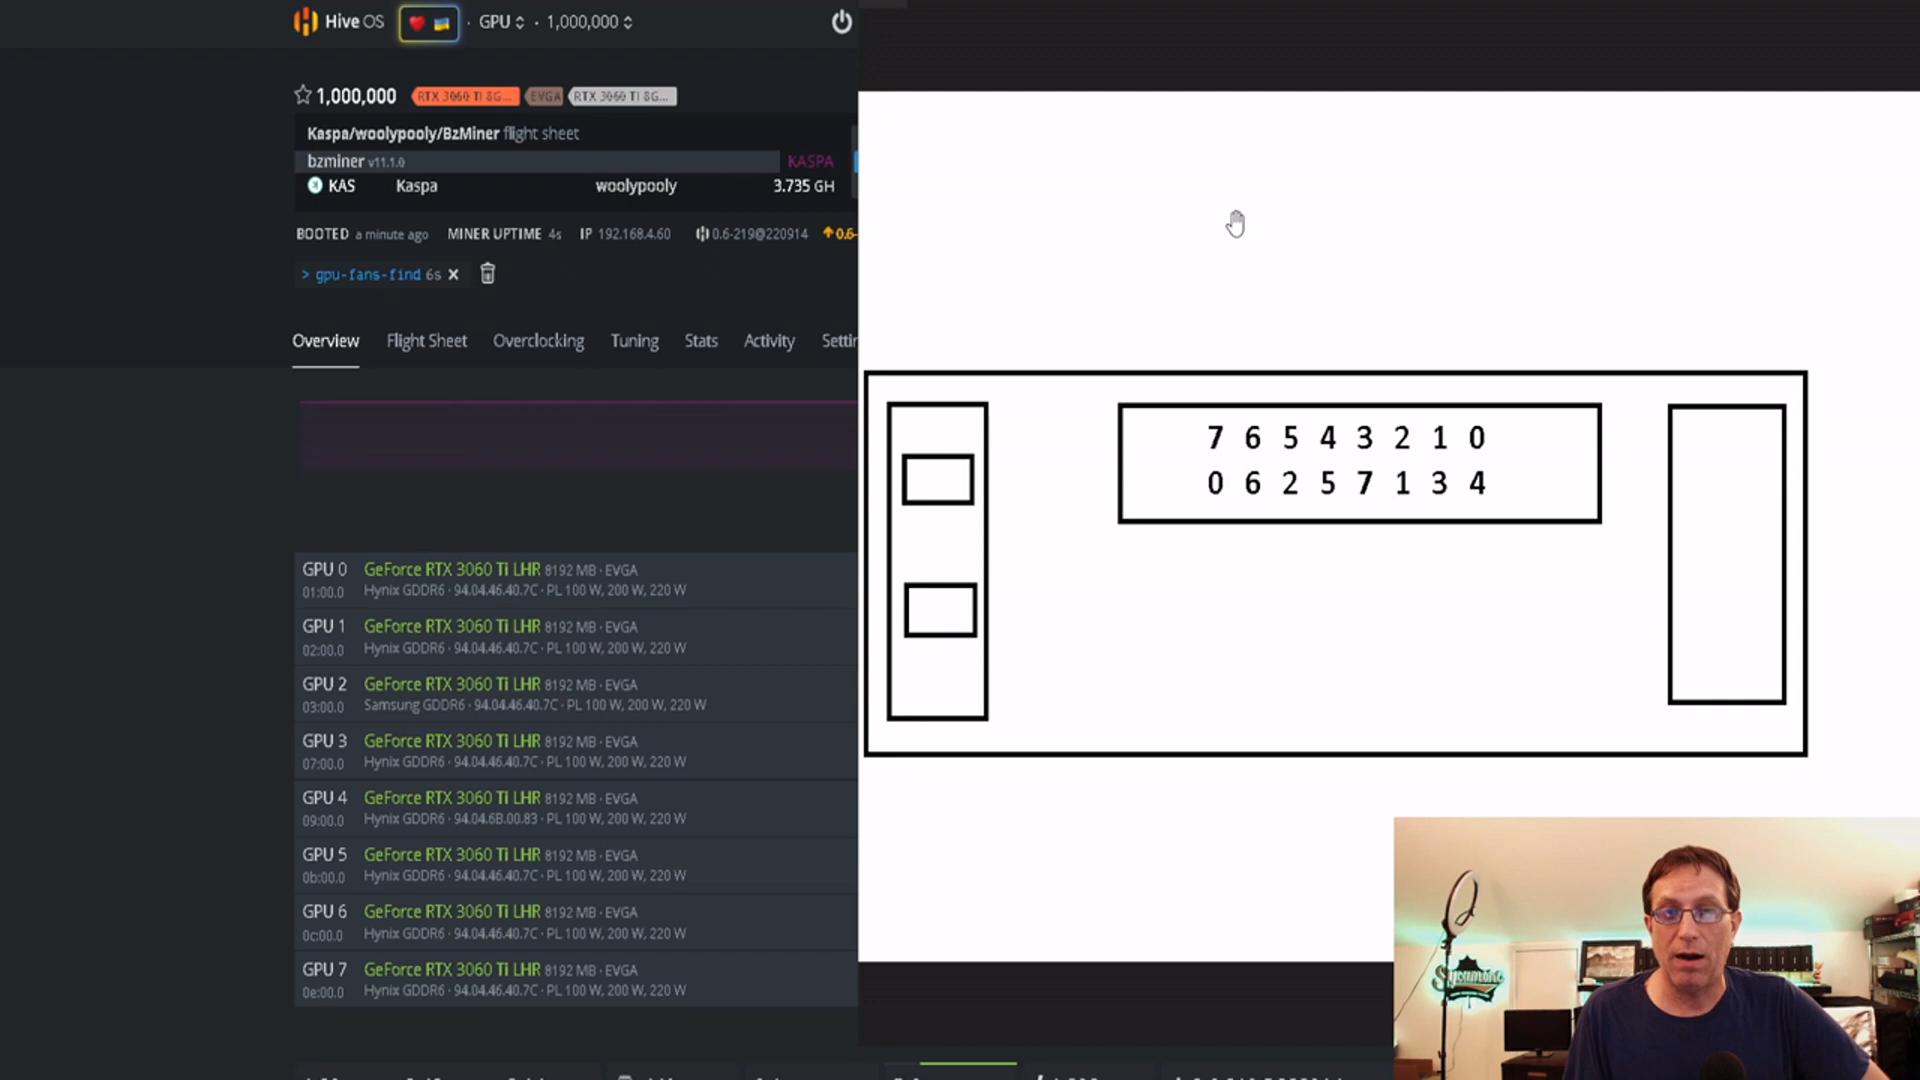 Hive OS · GPU · 1,000,000
1,000,000 RTX 3060 TI 8G... EVGA RTX 3060 TI 8G...
Kaspa/woolypooly/BzMiner flight sheet
bzminer v11.1.0 KASPA
KAS Kaspa woolypooly 3.735 GH
BOOTED a minute ago MINER UPTIME 4s IP 192.168.4.60 0.6-219@220914 0.6-
> gpu-fans-find 6s
Overview Flight Sheet Overclocking Tuning Stats Activity Settin
GPU 0 GeForce RTX 3060 Ti LHR 8192 MB · EVGA
01:00.0 Hynix GDDR6 · 94.04.46.40.7C · PL 100 W, 200 W, 220 W
GPU 1 GeForce RTX 3060 Ti LHR 8192 MB · EVGA
02:00.0 Hynix GDDR6 · 94.04.46.40.7C · PL 100 W, 200 W, 220 W
GPU 2 GeForce RTX 3060 Ti LHR 8192 MB · EVGA
03:00.0 Samsung GDDR6 · 94.04.46.40.7C · PL 100 W, 200 W, 220 W
GPU 3 GeForce RTX 3060 Ti LHR 8192 MB · EVGA
07:00.0 Hynix GDDR6 · 94.04.46.40.7C · PL 100 W, 200 W, 220 W
GPU 4 GeForce RTX 3060 Ti LHR 8192 MB · EVGA
09:00.0 Hynix GDDR6 · 94.04.6B.00.83 · PL 100 W, 200 W, 220 W
GPU 5 GeForce RTX 3060 Ti LHR 8192 MB · EVGA
0b:00.0 Hynix GDDR6 · 94.04.46.40.7C · PL 100 W, 200 W, 220 W
GPU 6 GeForce RTX 3060 Ti LHR 8192 MB · EVGA
0c:00.0 Hynix GDDR6 · 94.04.46.40.7C · PL 100 W, 200 W, 220 W
GPU 7 GeForce RTX 3060 Ti LHR 8192 MB · EVGA
0e:00.0 Hynix GDDR6 · 94.04.46.40.7C · PL 100 W, 200 W, 220 W
7 6 5 4 3 2 1 0
0 6 2 5 7 1 3 4